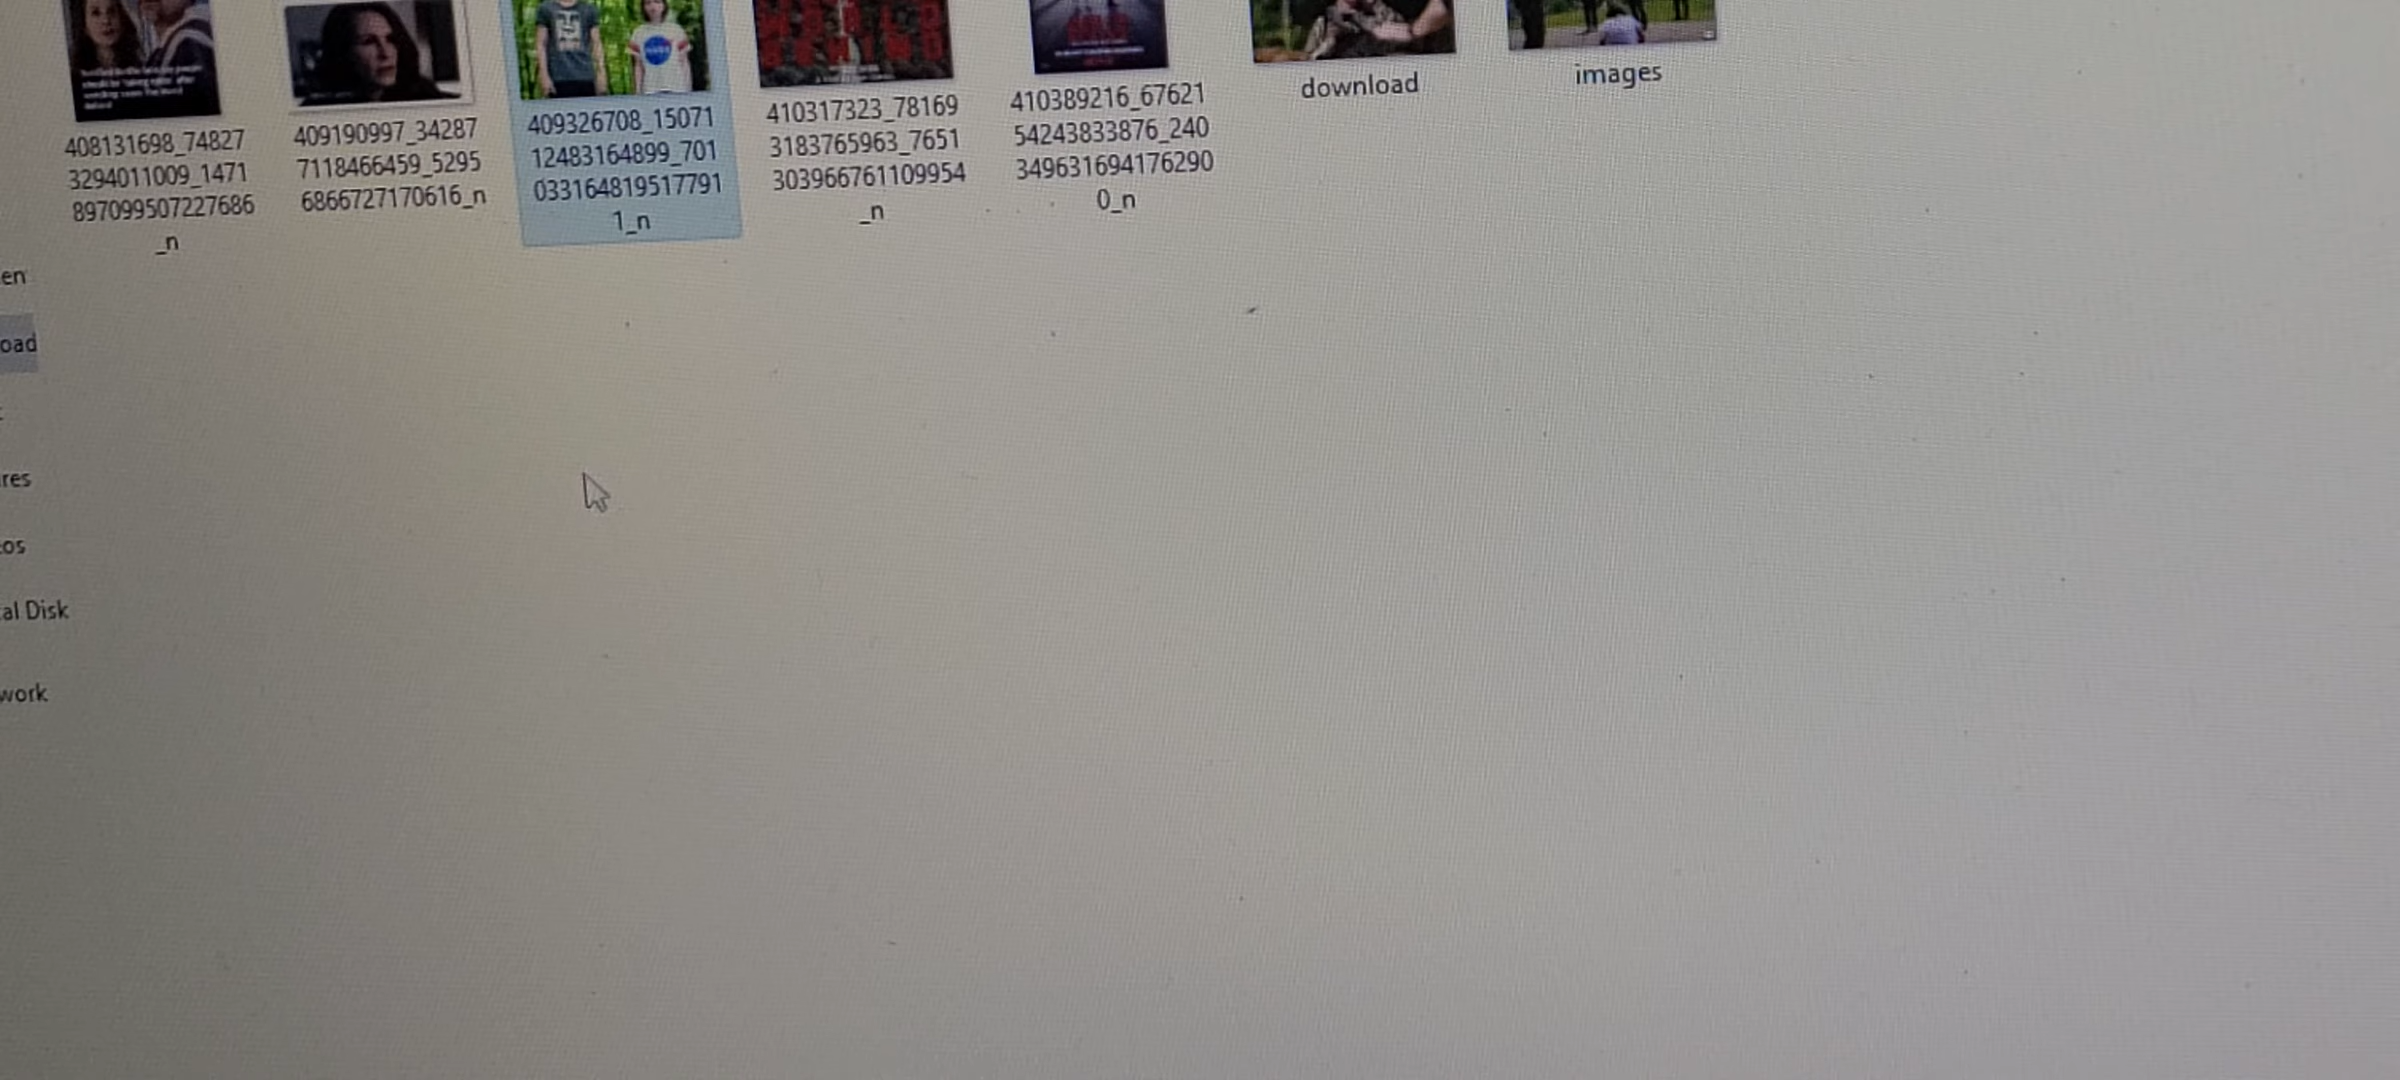 408131698_74827
3294011009_1471
897099507227686
_n
409190997_34287
7118466459_5295
6866727170616_n
NASA
409326708_15071
12483164899_701
033164819517791
1_n
410317323_78169
3183765963_7651
303966761109954
_n
410389216_67621
54243833876_240
349631694176290
0_n
download
images
en
oad
res
os
al Disk
work